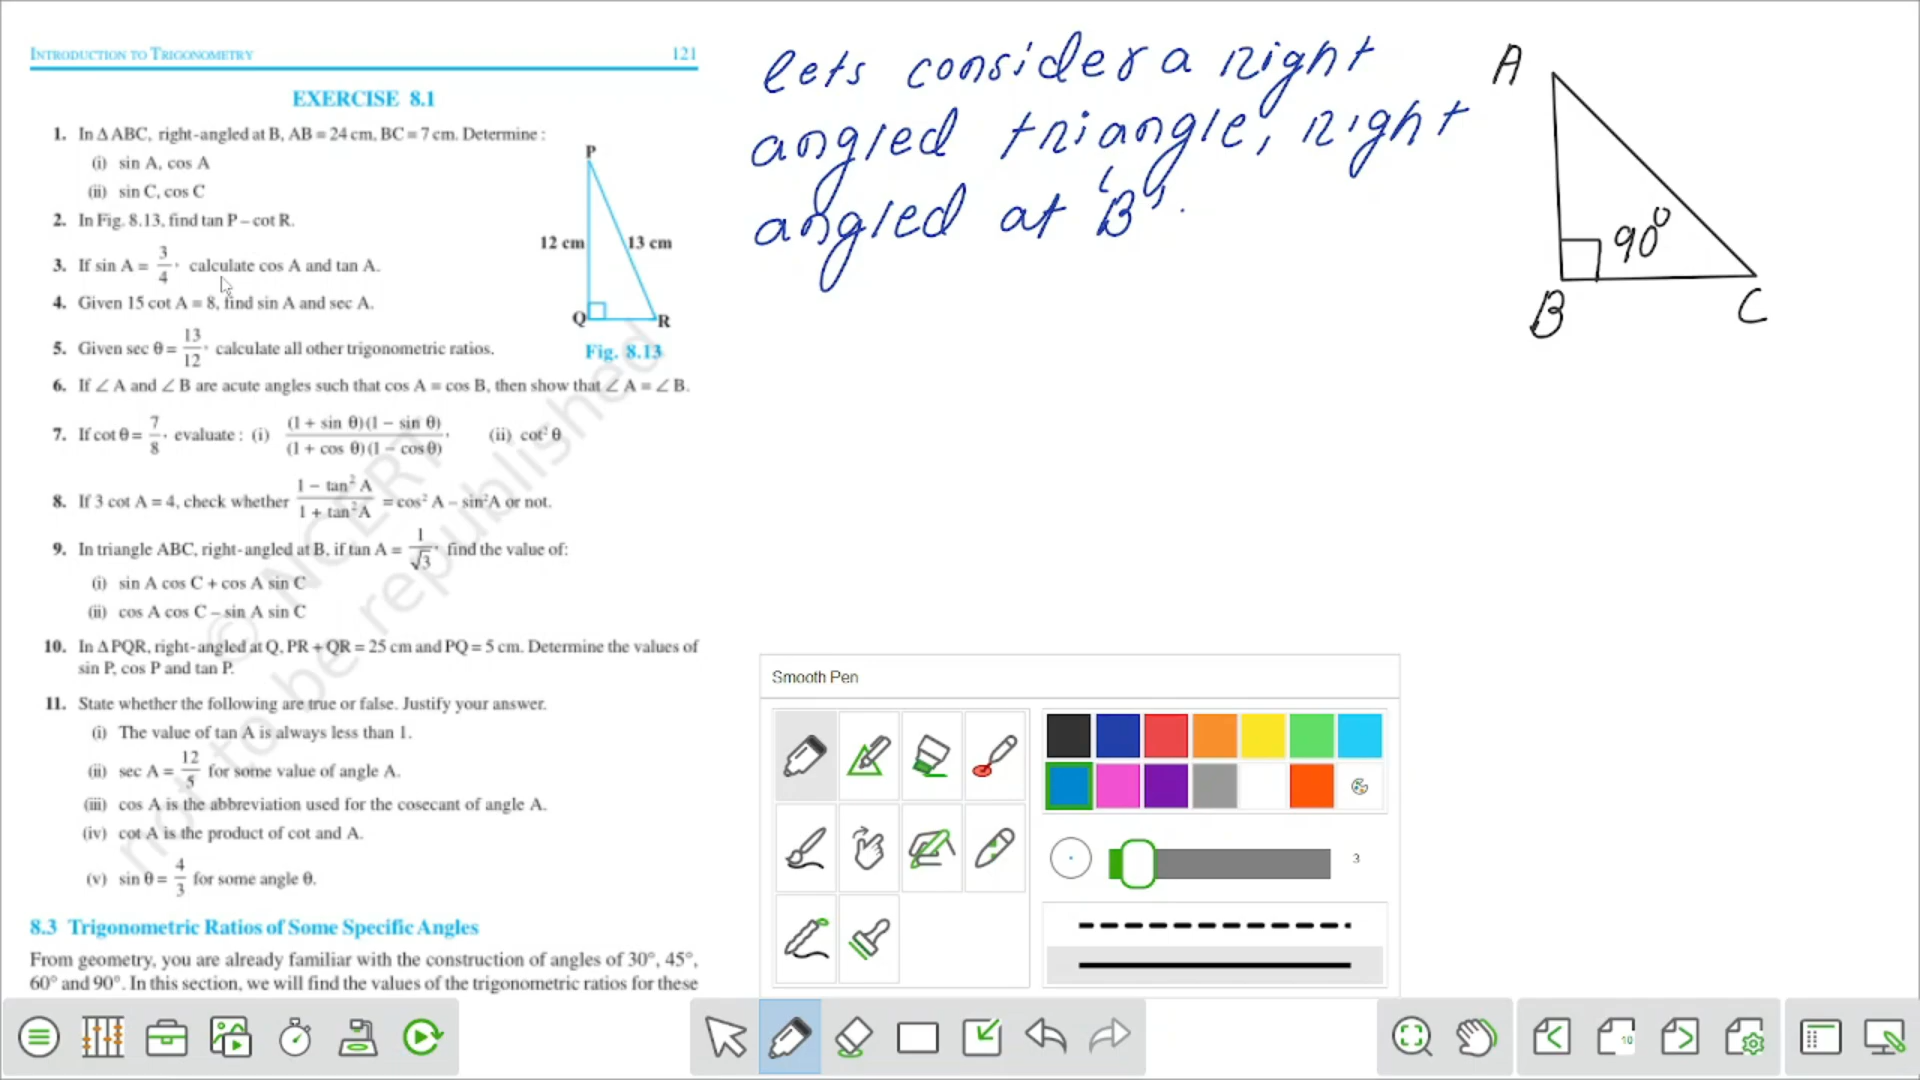 INTRODUCTION TO TRIGONOMETRY 121
EXERCISE 8.1
1. In Δ ABC, right-angled at B, AB = 24 cm, BC = 7 cm. Determine :
(i) sin A, cos A
(ii) sin C, cos C
2. In Fig. 8.13, find tan P – cot R.
3. If sin A = 3/4, calculate cos A and tan A.
4. Given 15 cot A = 8, find sin A and sec A.
5. Given sec θ = 13/12, calculate all other trigonometric ratios.
6. If ∠ A and ∠ B are acute angles such that cos A = cos B, then show that ∠ A = ∠ B.
7. If cot θ = 7/8, evaluate : (i) (1 + sin θ)(1 – sin θ)/(1 + cos θ)(1 – cos θ), (ii) cot² θ
8. If 3 cot A = 4, check whether (1 – tan² A)/(1 + tan² A) = cos² A – sin²A or not.
9. In triangle ABC, right-angled at B, if tan A = 1/√3, find the value of:
(i) sin A cos C + cos A sin C
(ii) cos A cos C – sin A sin C
10. In Δ PQR, right-angled at Q, PR + QR = 25 cm and PQ = 5 cm. Determine the values of
sin P, cos P and tan P.
11. State whether the following are true or false. Justify your answer.
(i) The value of tan A is always less than 1.
(ii) sec A = 12/5 for some value of angle A.
(iii) cos A is the abbreviation used for the cosecant of angle A.
(iv) cot A is the product of cot and A.
(v) sin θ = 4/3 for some angle θ.
8.3 Trigonometric Ratios of Some Specific Angles
From geometry, you are already familiar with the construction of angles of 30°, 45°,
60° and 90°. In this section, we will find the values of the trigonometric ratios for these
P
12 cm 13 cm
Q R
Fig. 8.13
© NCERT
not to be republished
lets consider a right
angled triangle, right
angled at 'B'.
A
90°
B C
Smooth Pen
3
10